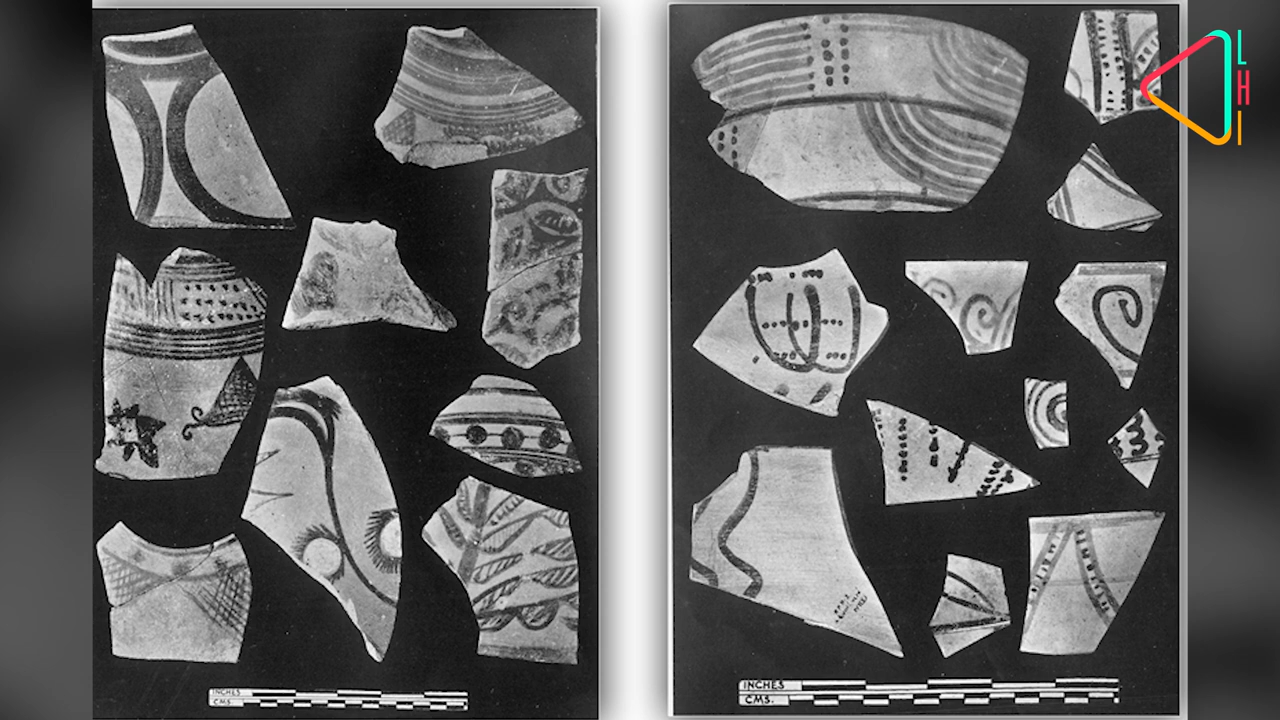 INCHES
CMS.
INCHES
CMS.
L
H
I